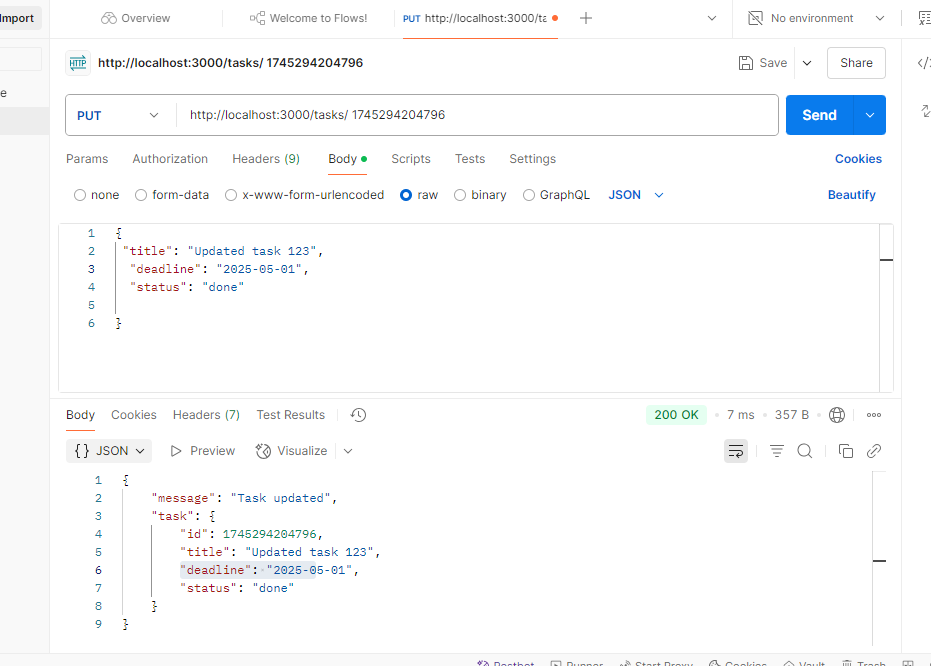 Import
Overview
Welcome to Flows!
PUT http://localhost:3000/ta
No environment
HTTP http://localhost:3000/tasks/ 1745294204796
Save
Share
e
PUT
http://localhost:3000/tasks/ 1745294204796
Send
Params Authorization Headers (9) Body Scripts Tests Settings Cookies
none form-data x-www-form-urlencoded raw binary GraphQL JSON Beautify
1 {
2 "title": "Updated task 123",
3 "deadline": "2025-05-01",
4 "status": "done"
5
6 }
Body Cookies Headers (7) Test Results 200 OK • 7 ms • 357 B
{} JSON Preview Visualize
1 {
2 "message": "Task updated",
3 "task": {
4 "id": 1745294204796,
5 "title": "Updated task 123",
6 "deadline": "2025-05-01",
7 "status": "done"
8 }
9 }
Postbot Runner Start Proxy Cookies Vault Trash